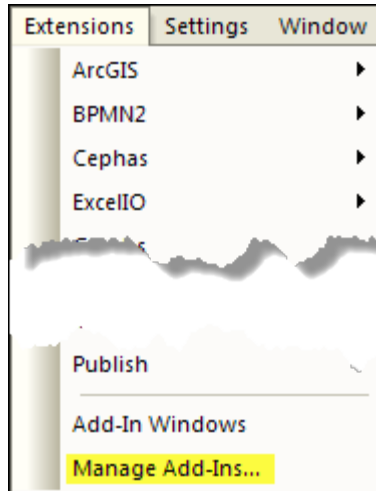 Extensions Settings Window
ArcGIS
BPMN2
Cephas
ExcelIO
Publish
Add-In Windows
Manage Add-Ins...